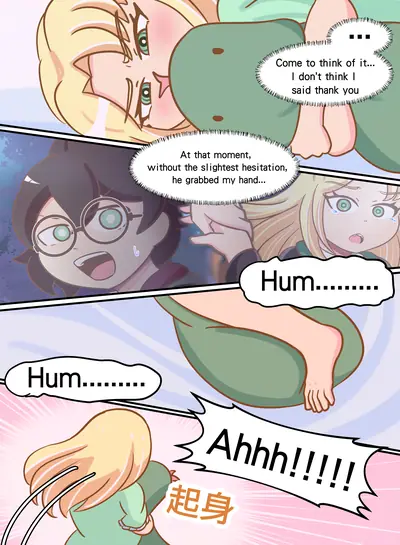 ...
Come to think of it...
I don't think I
said thank you
At that moment,
without the slightest hesitation,
he grabbed my hand...
Hum.........
Hum.........
Ahhh!!!!!
起身